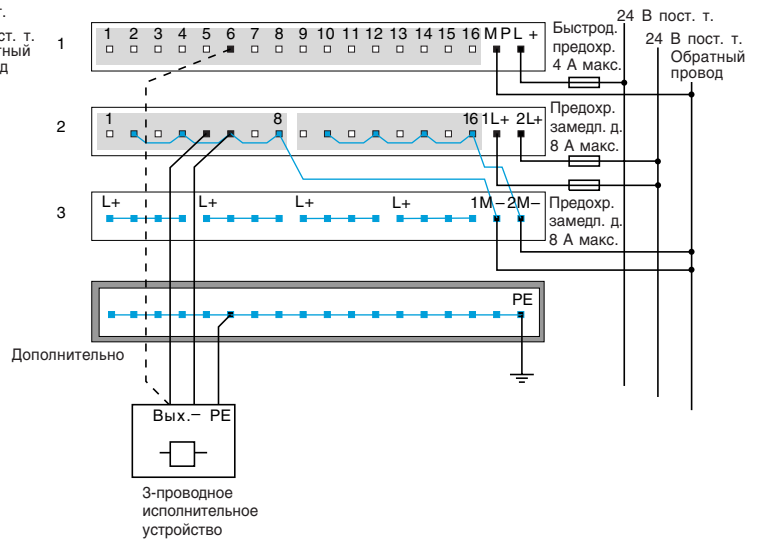 т.
ст. т.
тный
д
24 В пост. т.
24 В пост. т.
Обратный
провод
1
1 2 3 4 5 6 7 8 9 10 11 12 13 14 15 16 M PL +
Быстрод.
предохр.
4 А макс.
2
1 8 16 1L+ 2L+
Предохр.
замедл. д.
8 А макс.
3
L+ L+ L+ L+ 1M– 2M–
Предохр.
замедл. д.
8 А макс.
PE
Дополнительно
Вых.– PE
3-проводное
исполнительное
устройство